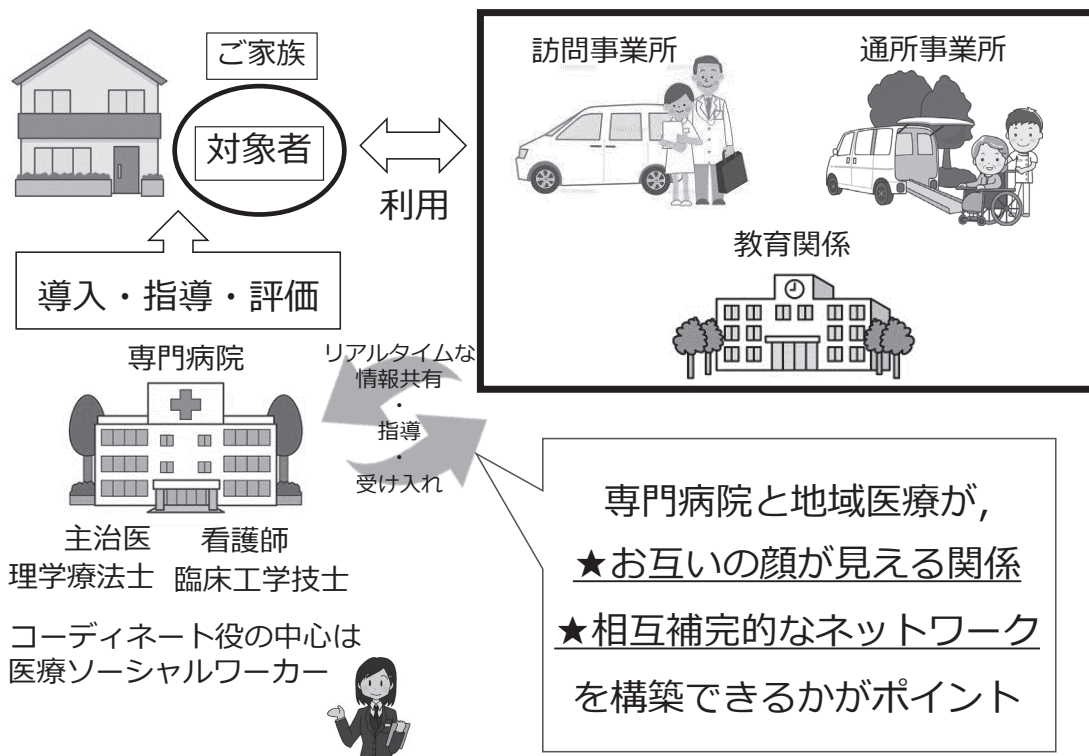 ご家族
対象者
利用
訪問事業所
通所事業所
教育関係
導入・指導・評価
専門病院
リアルタイムな
情報共有
・
指導
・
受け入れ
主治医 看護師
理学療法士 臨床工学技士
コーディネート役の中心は
医療ソーシャルワーカー
専門病院と地域医療が,
★お互いの顔が見える関係
★相互補完的なネットワーク
を構築できるかがポイント